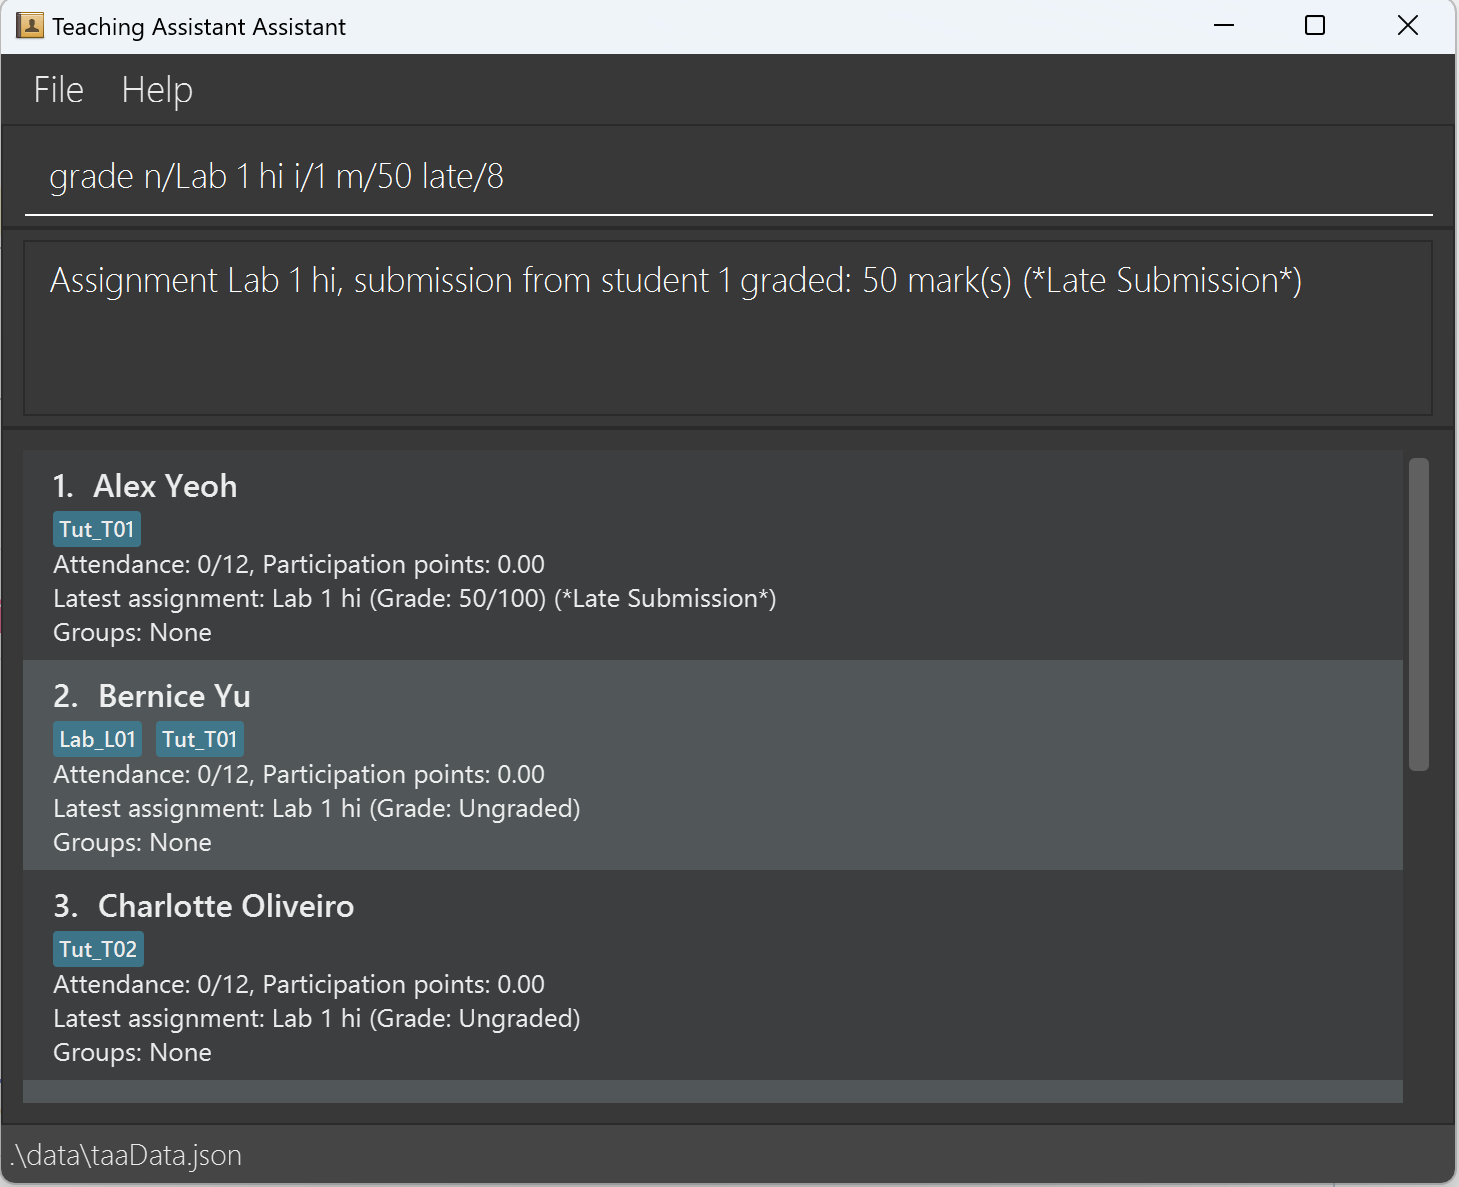 Teaching Assistant Assistant
File Help
grade n/Lab 1 hi i/1 m/50 late/8
Assignment Lab 1 hi, submission from student 1 graded: 50 mark(s) (*Late Submission*)
1. Alex Yeoh
Tut_T01
Attendance: 0/12, Participation points: 0.00
Latest assignment: Lab 1 hi (Grade: 50/100) (*Late Submission*)
Groups: None
2. Bernice Yu
Lab_L01 Tut_T01
Attendance: 0/12, Participation points: 0.00
Latest assignment: Lab 1 hi (Grade: Ungraded)
Groups: None
3. Charlotte Oliveiro
Tut_T02
Attendance: 0/12, Participation points: 0.00
Latest assignment: Lab 1 hi (Grade: Ungraded)
Groups: None
.\data\taaData.json